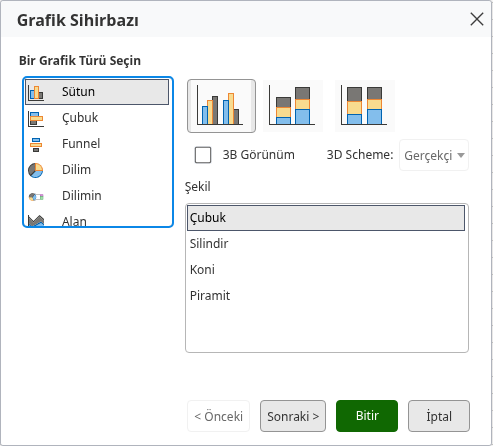 Grafik Sihirbazı
Bir Grafik Türü Seçin
Sütun
Çubuk
Funnel
Dilim
Dilimin
Alan
3B Görünüm
3D Scheme:
Gerçekçi
Şekil
Çubuk
Silindir
Koni
Piramit
< Önceki
Sonraki >
Bitir
İptal